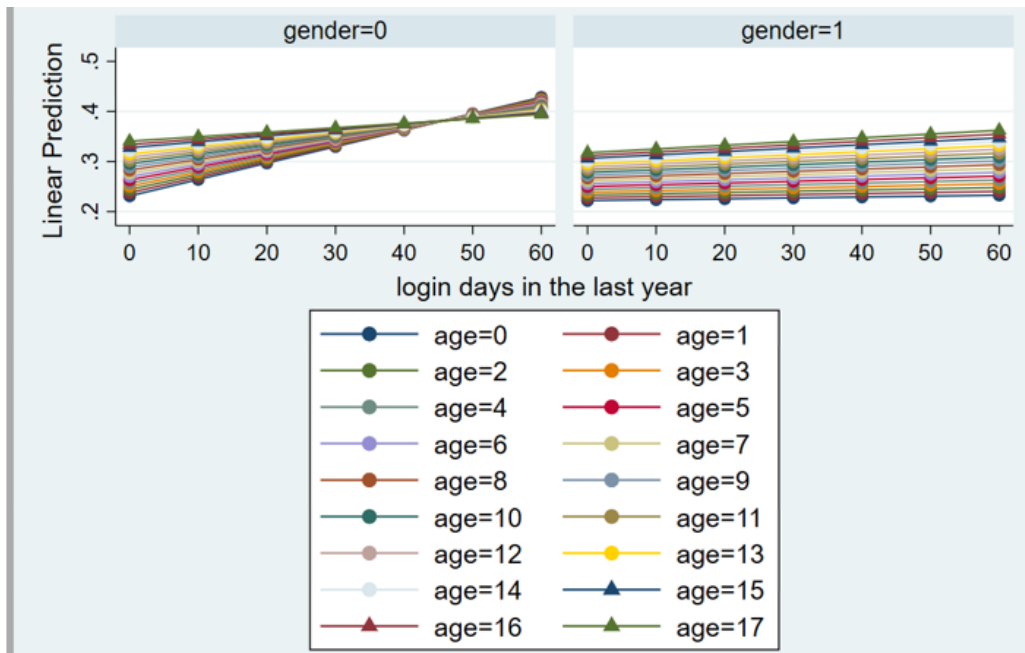 gender=0 gender=1
Linear Prediction
.5
.4
.3
.2
0 10 20 30 40 50 60 0 10 20 30 40 50 60
login days in the last year
age=0 age=1
age=2 age=3
age=4 age=5
age=6 age=7
age=8 age=9
age=10 age=11
age=12 age=13
age=14 age=15
age=16 age=17